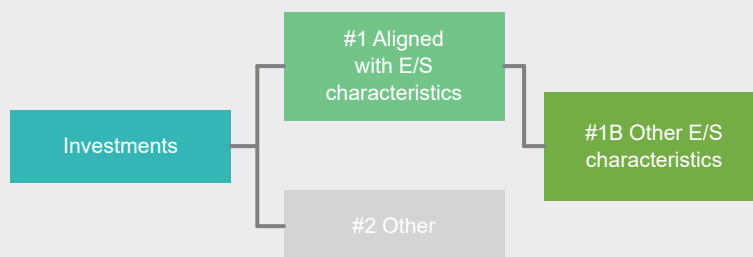 #1 Aligned
with E/S
characteristics
Investments
#1B Other E/S
characteristics
#2 Other